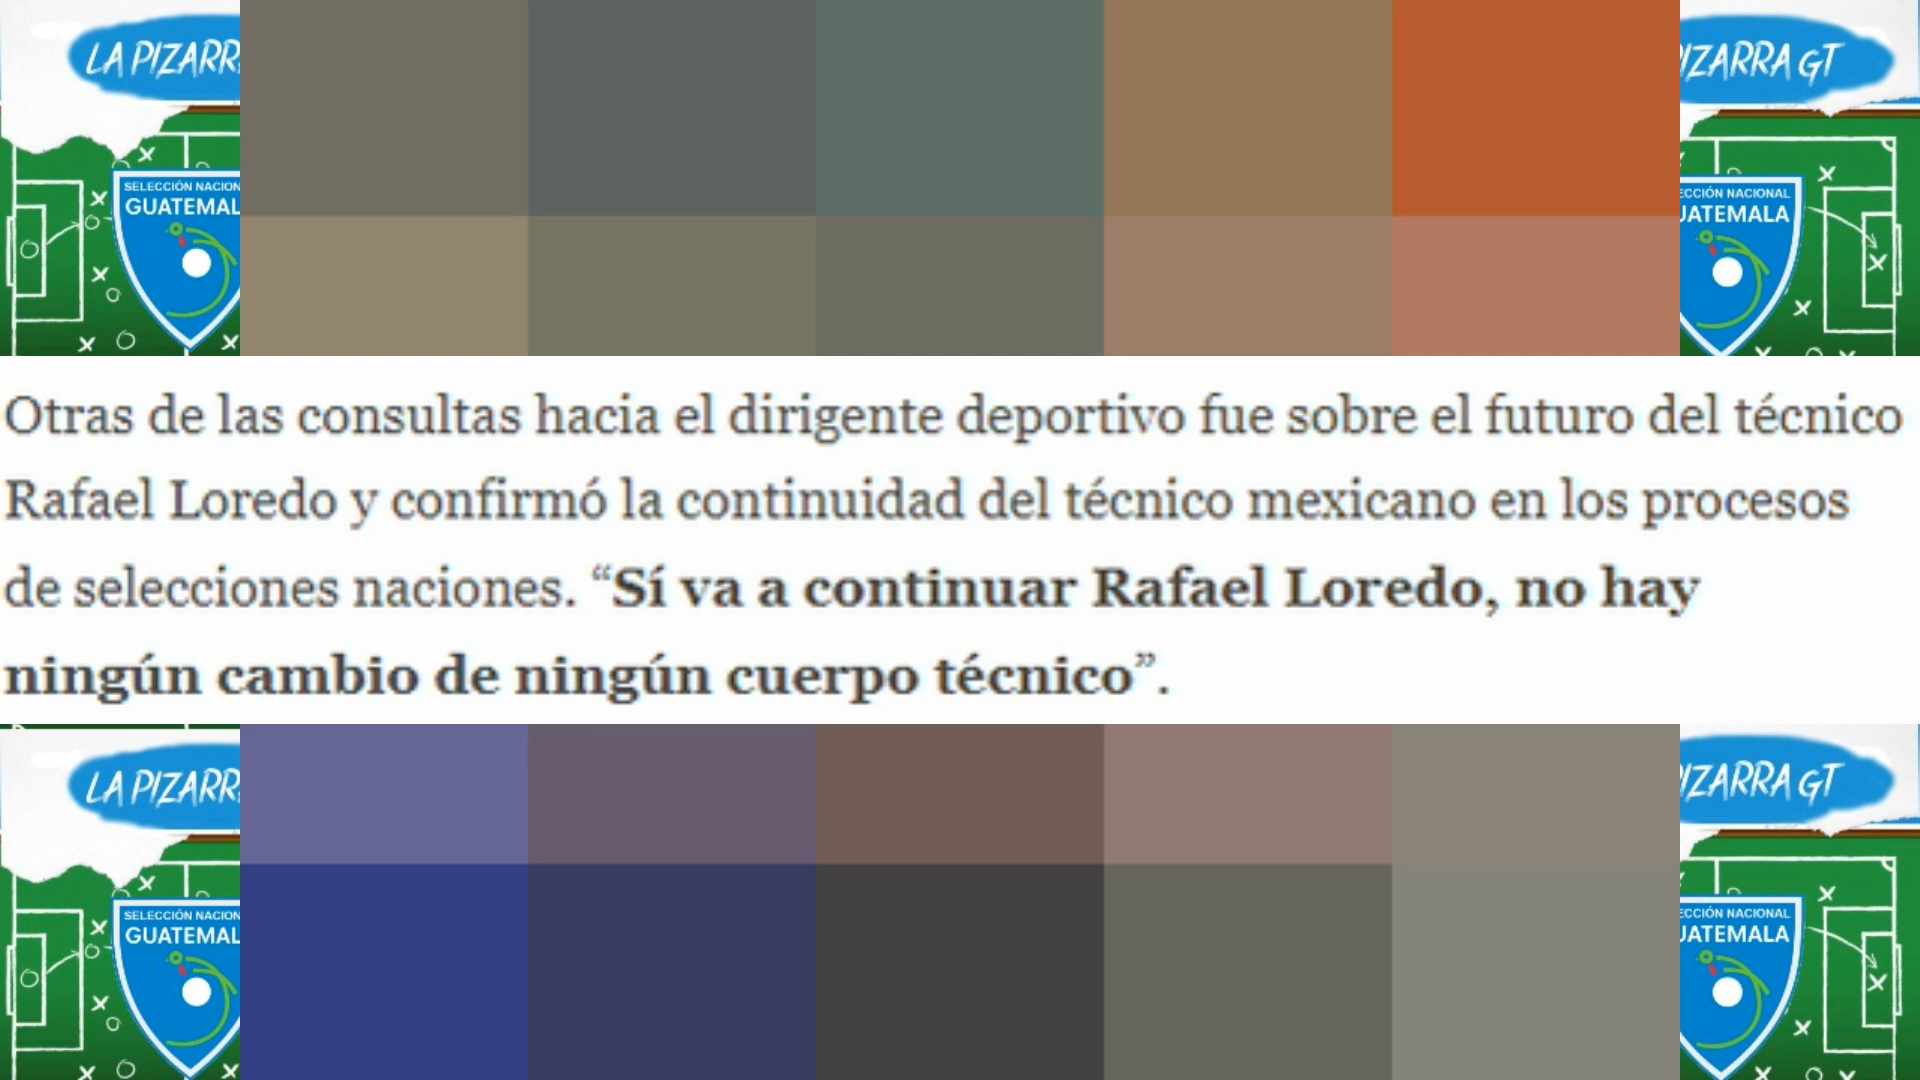 LA PIZARR
IZARRA GT
SELECCIÓN NACION
GUATEMAL
ECCIÓN NACIONAL
UATEMALA
Otras de las consultas hacia el dirigente deportivo fue sobre el futuro del técnico
Rafael Loredo y confirmó la continuidad del técnico mexicano en los procesos
de selecciones naciones. “Sí va a continuar Rafael Loredo, no hay
ningún cambio de ningún cuerpo técnico”.
LA PIZARR
IZARRA GT
SELECCIÓN NACION
GUATEMAL
ECCIÓN NACIONAL
UATEMALA